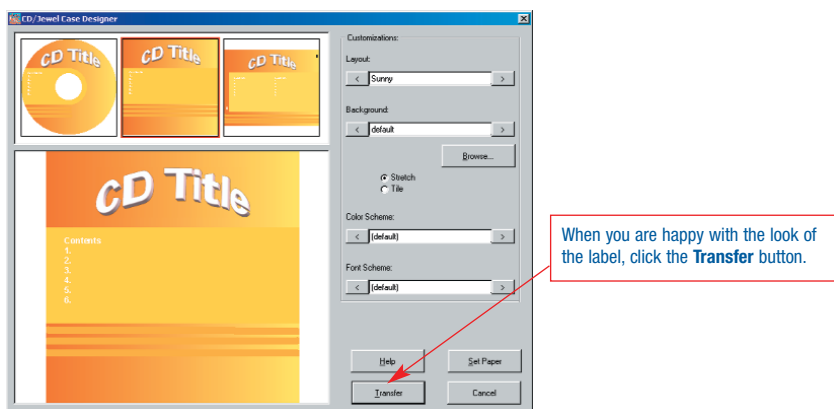 CD/Jewel Case Designer
CD Title
CD Title
CD Title
CD Title
Contents
1.
2.
3.
4.
5.
6.
Customizations:
Layout:
< Sunny >
Background:
< default >
Browse...
Stretch
Tile
Color Scheme:
< (default) >
Font Scheme:
< (default) >
Help
Set Paper
Transfer
Cancel
When you are happy with the look of
the label, click the Transfer button.